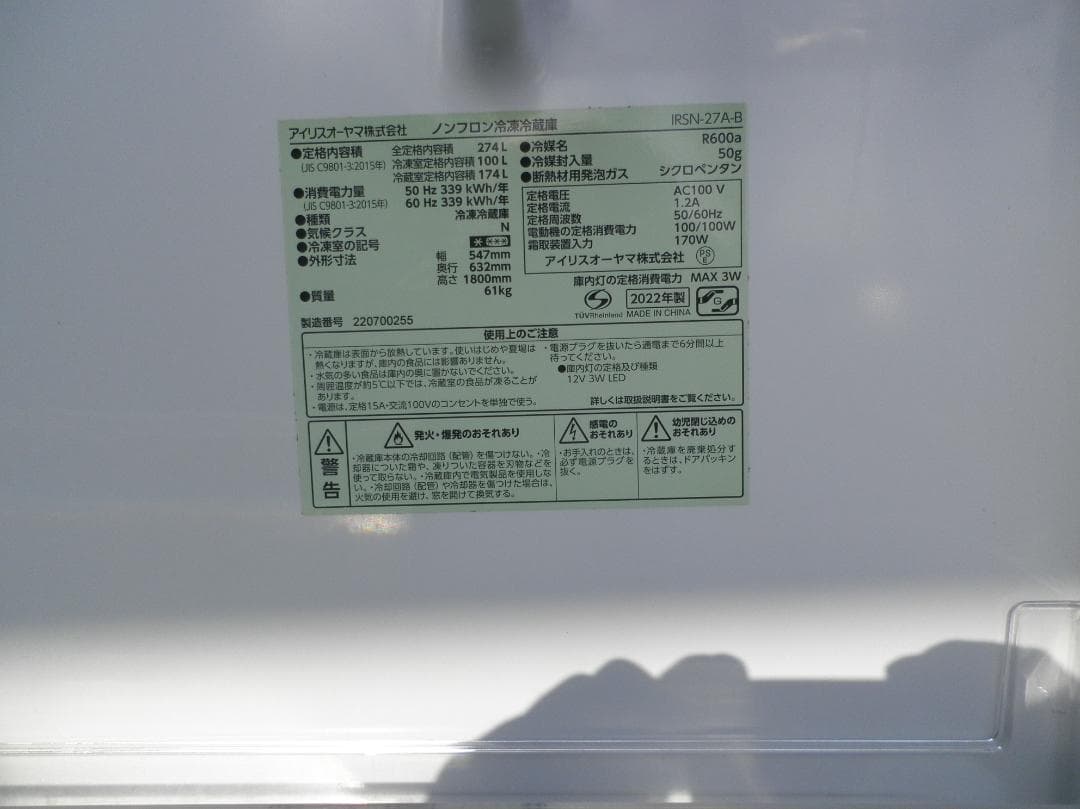 アイリスオーヤマ株式会社 ノンフロン冷凍冷蔵庫 IRSN-27A-B
●定格内容積 全定格内容積 274 L
(JIS C9801-3:2015年) 冷凍室定格内容積 100 L
冷蔵室定格内容積 174 L
●消費電力量 50 Hz 339 kWh/年
(JIS C9801-3:2015年) 60 Hz 339 kWh/年
●種類 冷凍冷蔵庫
●気候クラス N
●冷凍室の記号
●外形寸法 幅 547mm
奥行 632mm
高さ 1800mm
●質量 61kg
製造番号 220700255
●冷媒名 R600a
●冷媒封入量 50g
●断熱材用発泡ガス シクロペンタン
定格電圧 AC100 V
定格電流 1.2A
定格周波数 50/60Hz
電動機の定格消費電力 100/100W
霜取装置入力 170W
アイリスオーヤマ株式会社 PSE
庫内灯の定格消費電力 MAX 3W
TÜVRheinland 2022年製 MADE IN CHINA G
使用上のご注意
・冷蔵庫は表面から放熱しています。使いはじめや夏場は
熱くなりますが、庫内の食品には影響ありません。
・水気の多い食品は庫内の奥に置かないでください。
・周囲温度が約5℃以下では、冷蔵室の食品が凍ることが
あります。
・電源は、定格15A・交流100Vのコンセントを単独で使う。
・電源プラグを抜いたら通電まで6分間以上
待ってください。
●庫内灯の定格及び種類
12V 3W LED
詳しくは取扱説明書をご覧ください。
警告
発火・爆発のおそれあり
・冷蔵庫本体の冷却回路（配管）を傷つけない。・冷
却器についた霜や、凍りついた容器を刃物などを
使って取らない。・冷蔵庫内で電気製品を使用しな
い。・冷却回路（配管）や冷却器を傷つけた場合は、
火気の使用を避け、窓を開けて換気する。
感電の
おそれあり
・お手入れのときは、
必ず電源プラグを
抜く。
幼児閉じ込めの
おそれあり
・冷蔵庫を廃棄処分す
るときは、ドアパッキン
をはずす。